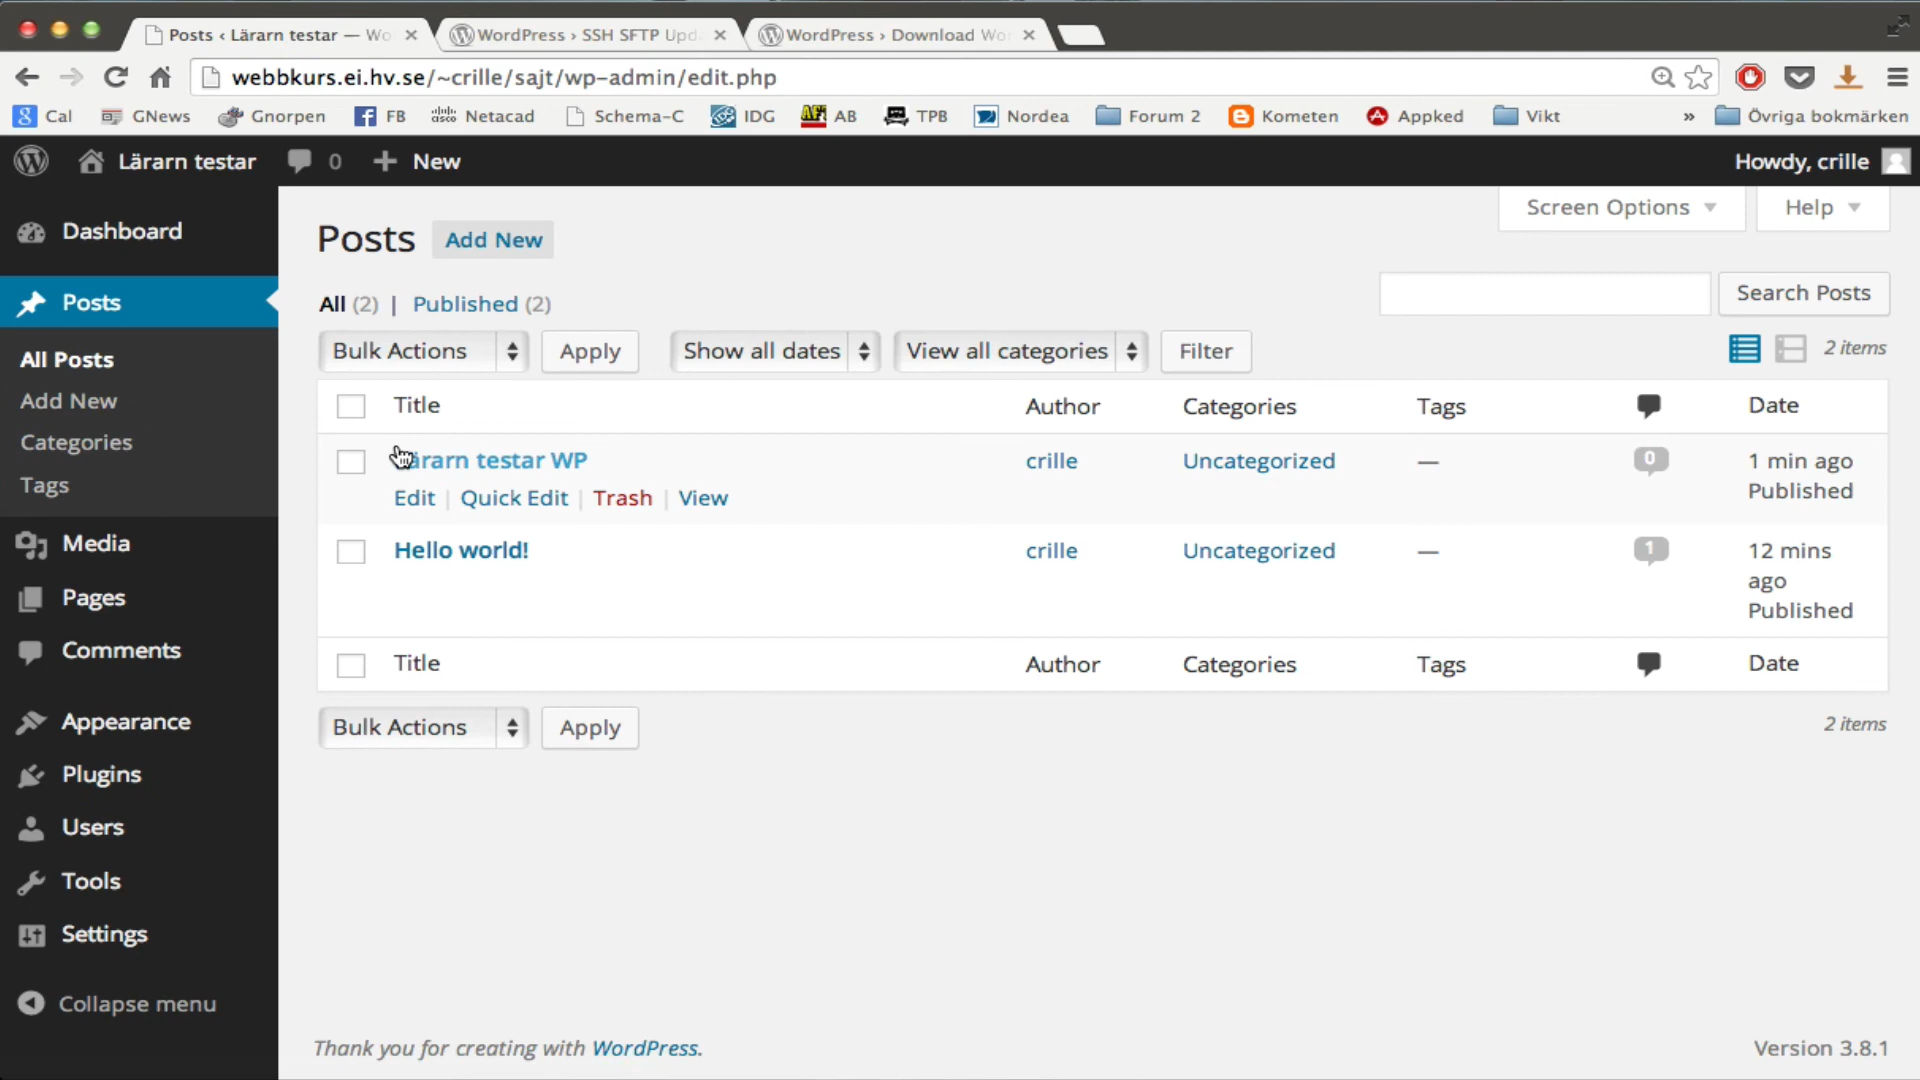 Posts ‹ Lärarn testar — Wo
WordPress › SSH SFTP Upd
WordPress › Download Wo
webbkurs.ei.hv.se/~crille/sajt/wp-admin/edit.php
Cal GNews Gnorpen FB Netacad Schema-C IDG AB TPB Nordea Forum 2 Kometen Appked Vikt » Övriga bokmärken
Lärarn testar 0 + New Howdy, crille
Screen Options Help
Dashboard
Posts
All Posts
Add New
Categories
Tags
Media
Pages
Comments
Appearance
Plugins
Users
Tools
Settings
Collapse menu
Posts Add New
All (2) | Published (2)
Search Posts
Bulk Actions Apply Show all dates View all categories Filter 2 items
Title Author Categories Tags Date
ärarn testar WP crille Uncategorized — 0 1 min ago
Published
Edit | Quick Edit | Trash | View
Hello world! crille Uncategorized — 1 12 mins
ago
Published
Title Author Categories Tags Date
Bulk Actions Apply 2 items
Thank you for creating with WordPress. Version 3.8.1